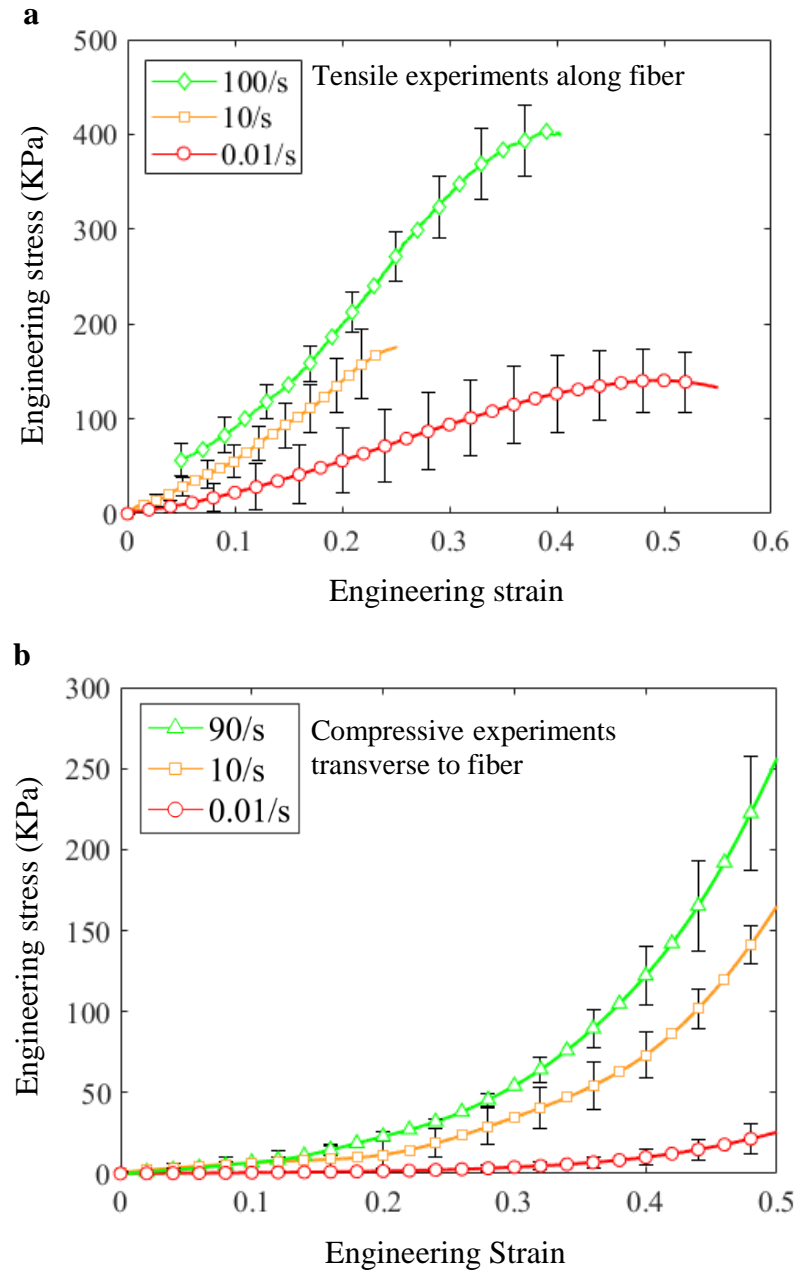 a
500
400
300
200
100
0
Engineering stress (KPa)
100/s
10/s
0.01/s
Tensile experiments along fiber
0 0.1 0.2 0.3 0.4 0.5 0.6
Engineering strain
b
300
250
200
150
100
50
0
Engineering stress (KPa)
90/s
10/s
0.01/s
Compressive experiments
transverse to fiber
0 0.1 0.2 0.3 0.4 0.5
Engineering Strain